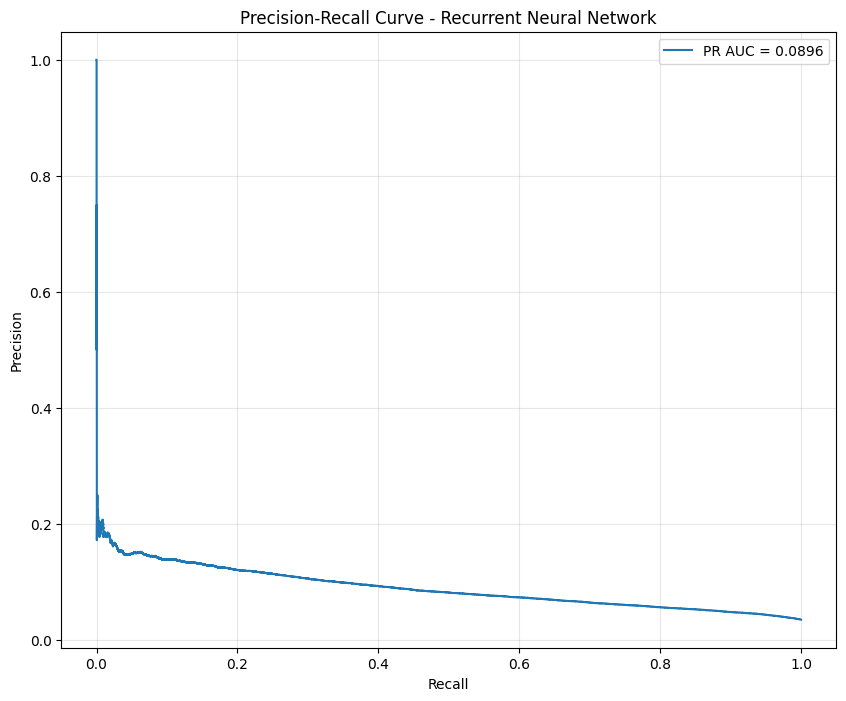 Precision-Recall Curve - Recurrent Neural Network
PR AUC = 0.0896
1.0
0.8
0.6
0.4
0.2
0.0
Precision
0.0 0.2 0.4 0.6 0.8 1.0
Recall